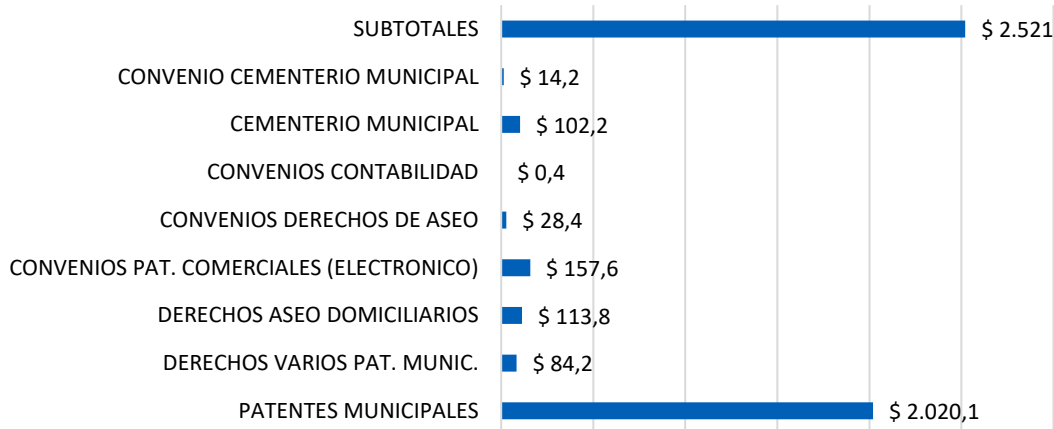 SUBTOTALES $ 2.521
CONVENIO CEMENTERIO MUNICIPAL $ 14,2
CEMENTERIO MUNICIPAL $ 102,2
CONVENIOS CONTABILIDAD $ 0,4
CONVENIOS DERECHOS DE ASEO $ 28,4
CONVENIOS PAT. COMERCIALES (ELECTRONICO) $ 157,6
DERECHOS ASEO DOMICILIARIOS $ 113,8
DERECHOS VARIOS PAT. MUNIC. $ 84,2
PATENTES MUNICIPALES $ 2.020,1